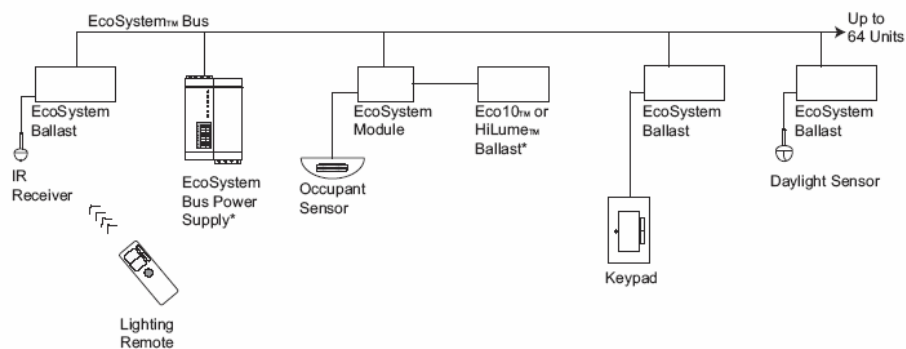 EcoSystem™ Bus
Up to
64 Units
EcoSystem
Ballast
IR
Receiver
Lighting
Remote
EcoSystem
Bus Power
Supply*
EcoSystem
Module
Occupant
Sensor
Eco10™ or
HiLume™
Ballast*
EcoSystem
Ballast
Keypad
EcoSystem
Ballast
Daylight Sensor